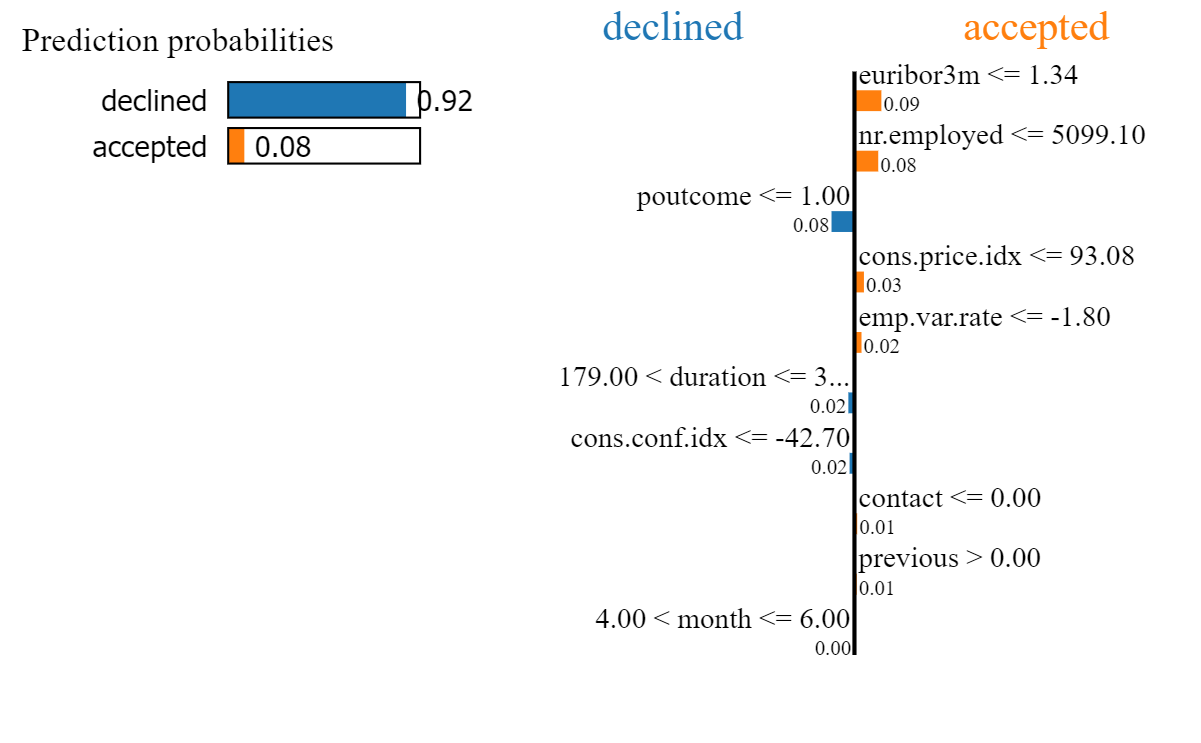 Prediction probabilities
declined 0.92
accepted 0.08
declined accepted
euribor3m <= 1.34
0.09
nr.employed <= 5099.10
0.08
poutcome <= 1.00
0.08
cons.price.idx <= 93.08
0.03
emp.var.rate <= -1.80
0.02
179.00 < duration <= 3...
0.02
cons.conf.idx <= -42.70
0.02
contact <= 0.00
0.01
previous > 0.00
0.01
4.00 < month <= 6.00
0.00